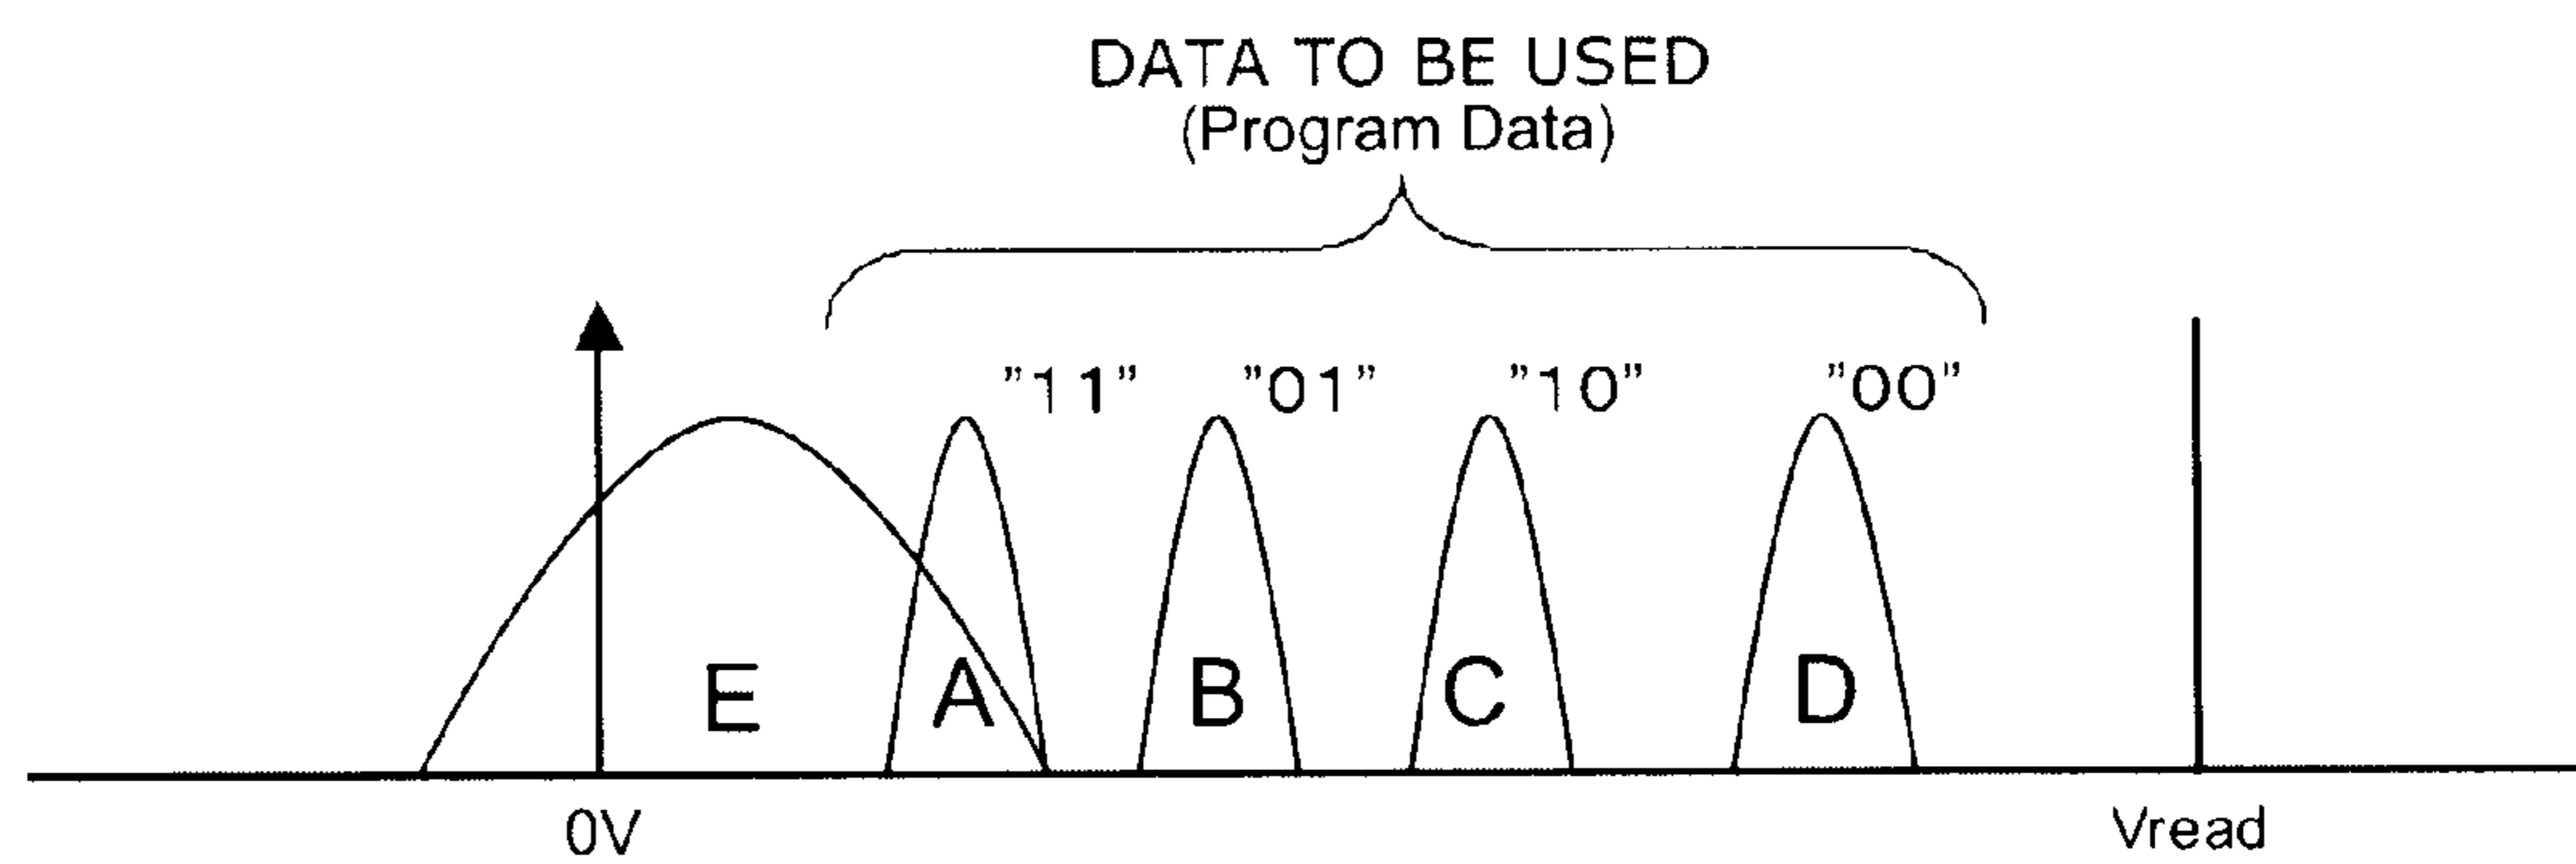 DATA TO BE USED
(Program Data)
"11" "01" "10" "00"
E A B C D
0V Vread